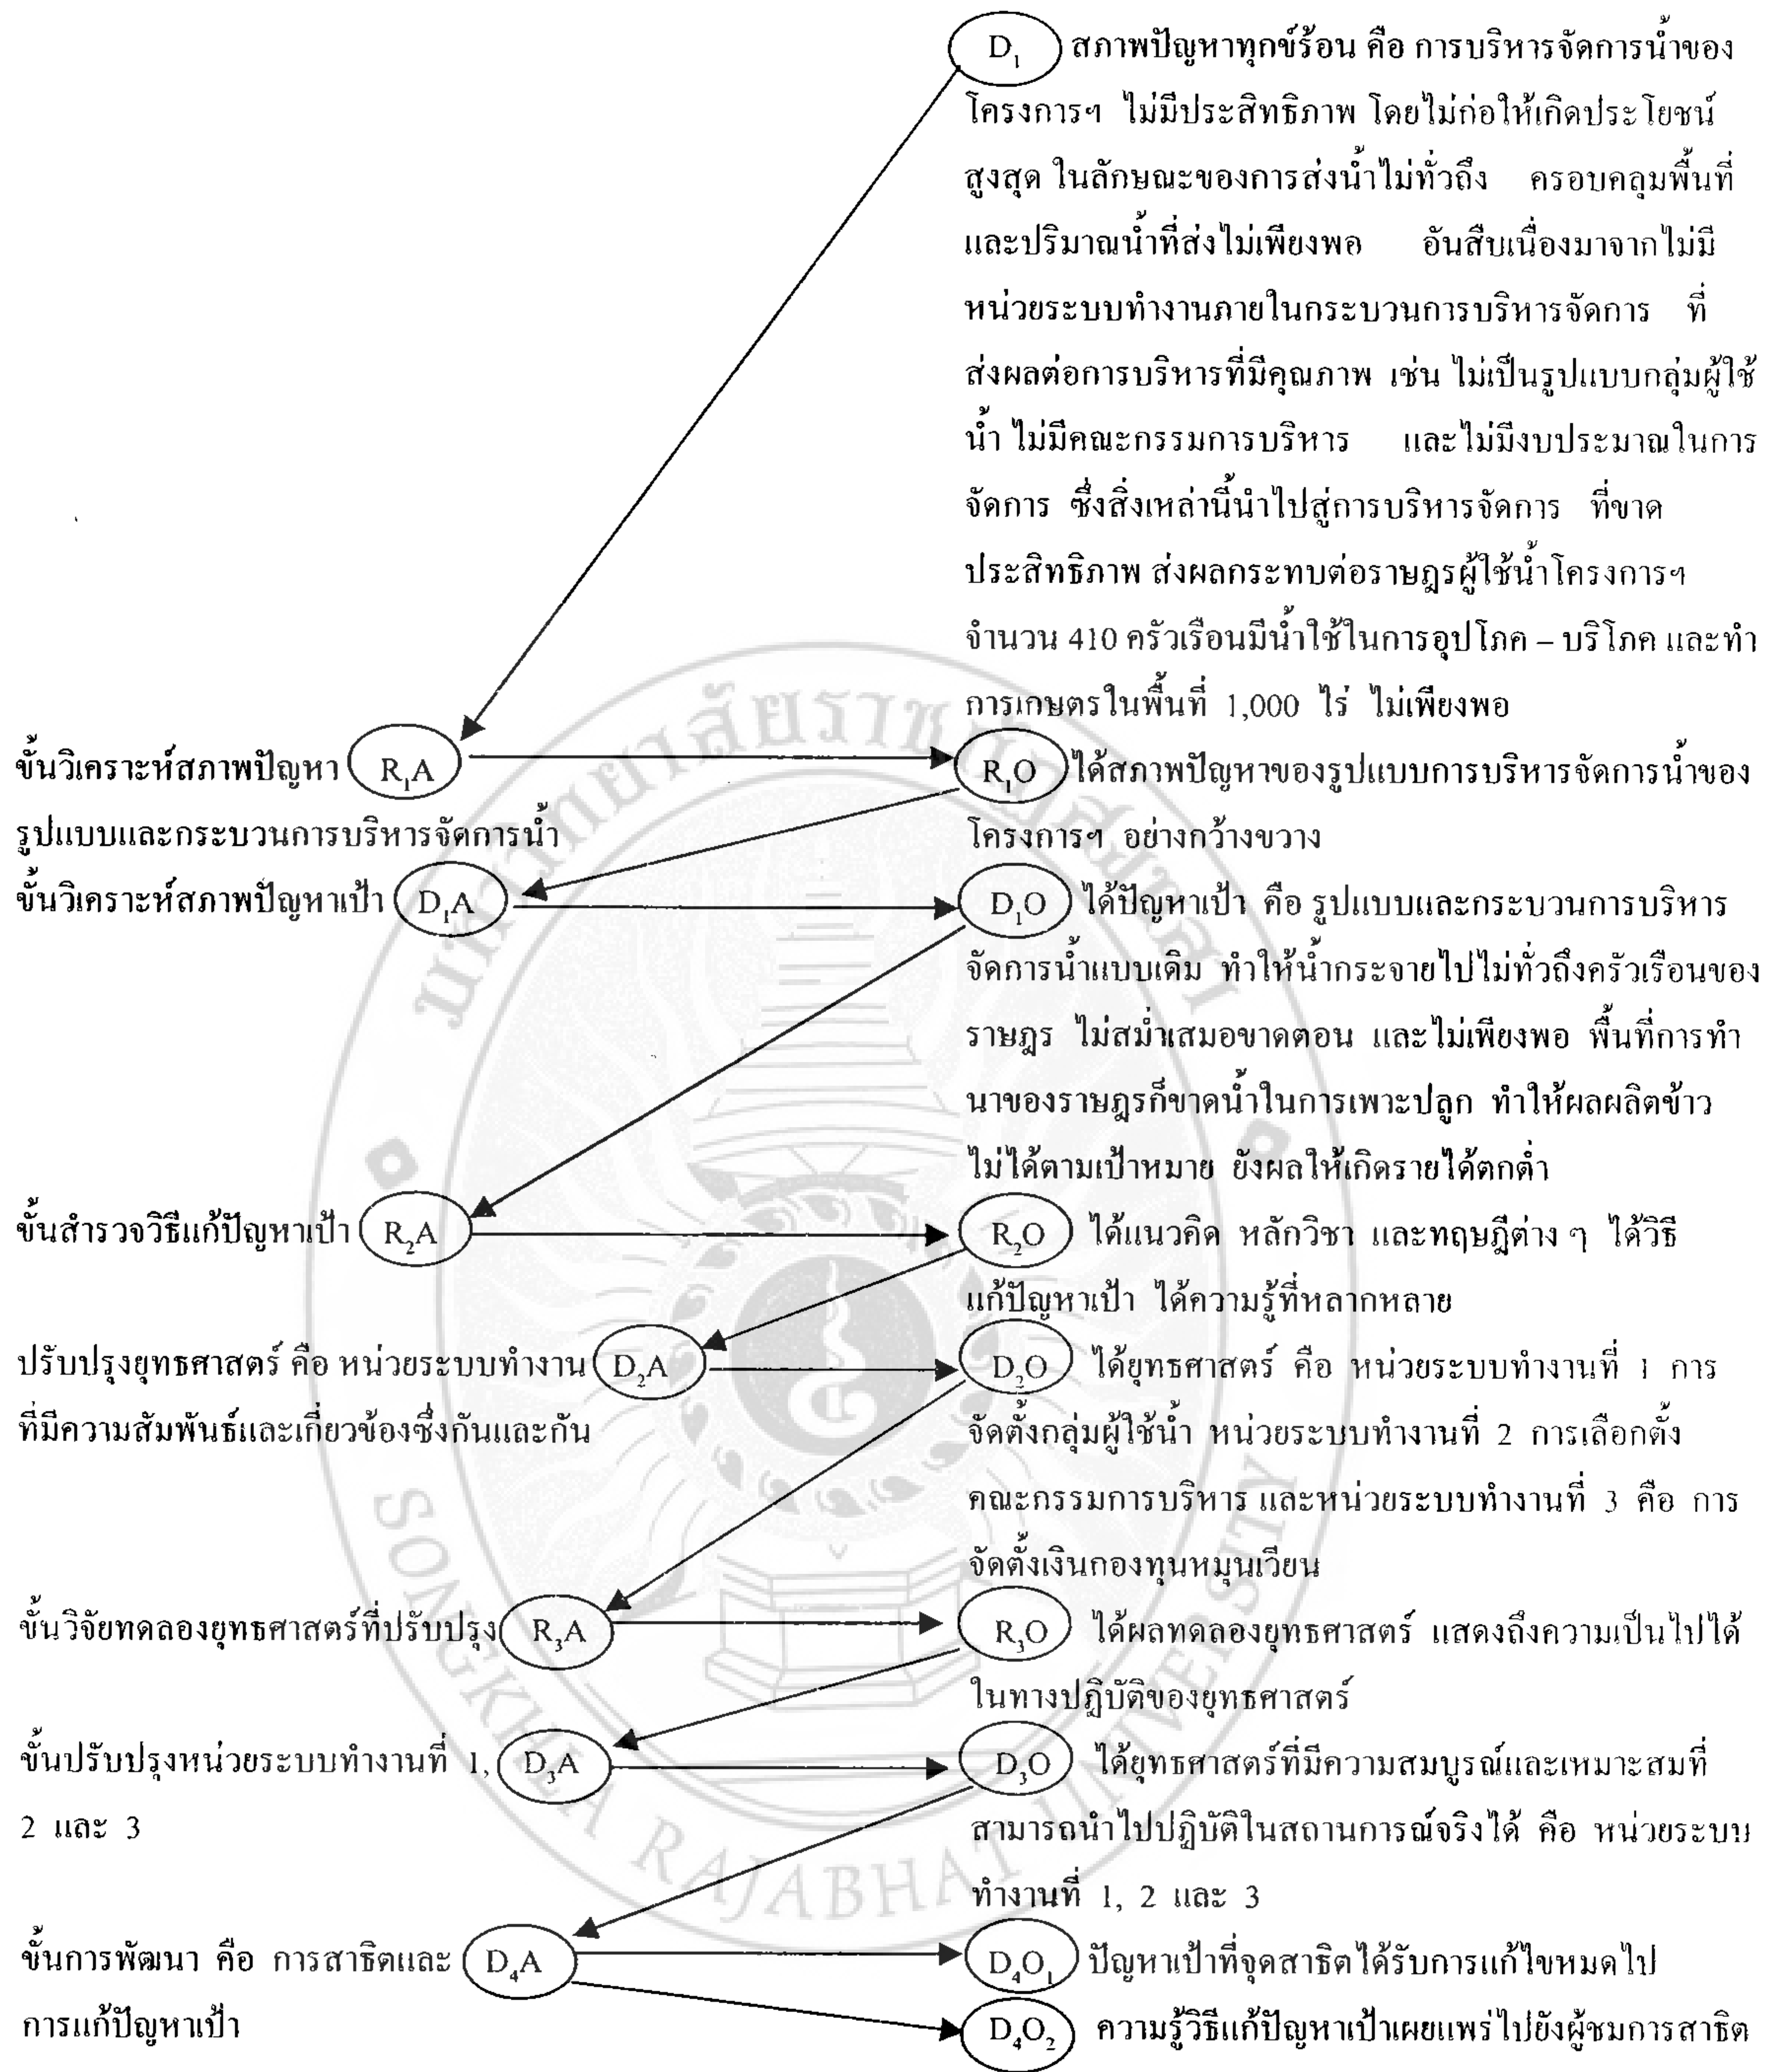 D1 สภาพปัญหาทุกข์ร้อน คือ การบริหารจัดการน้ำของ
โครงการฯ ไม่มีประสิทธิภาพ โดยไม่ก่อให้เกิดประโยชน์
สูงสุด ในลักษณะของการส่งน้ำไม่ทั่วถึง ครอบคลุมพื้นที่
และปริมาณน้ำที่ส่งไม่เพียงพอ อันสืบเนื่องมาจากไม่มี
หน่วยระบบทำงานภายในกระบวนการบริหารจัดการ ที่
ส่งผลต่อการบริหารที่มีคุณภาพ เช่น ไม่เป็นรูปแบบกลุ่มผู้ใช้
น้ำ ไม่มีคณะกรรมการบริหาร และไม่มีงบประมาณในการ
จัดการ ซึ่งสิ่งเหล่านี้นำไปสู่การบริหารจัดการ ที่ขาด
ประสิทธิภาพ ส่งผลกระทบต่อราษฎรผู้ใช้น้ำโครงการฯ
จำนวน 410 ครัวเรือนมีน้ำใช้ในการอุปโภค – บริโภค และทำ
การเกษตรในพื้นที่ 1,000 ไร่ ไม่เพียงพอ
ขั้นวิเคราะห์สภาพปัญหา R1A
รูปแบบและกระบวนการบริหารจัดการน้ำ
R1O ได้สภาพปัญหาของรูปแบบการบริหารจัดการน้ำของ
โครงการฯ อย่างกว้างขวาง
ขั้นวิเคราะห์สภาพปัญหาเป้า D1A
D1O ได้ปัญหาเป้า คือ รูปแบบและกระบวนการบริหาร
จัดการน้ำแบบเดิม ทำให้น้ำกระจายไปไม่ทั่วถึงครัวเรือนของ
ราษฎร ไม่สม่ำเสมอขาดตอน และไม่เพียงพอ พื้นที่การทำ
นาของราษฎรก็ขาดน้ำในการเพาะปลูก ทำให้ผลผลิตข้าว
ไม่ได้ตามเป้าหมาย ยังผลให้เกิดรายได้ตกต่ำ
ขั้นสำรวจวิธีแก้ปัญหาเป้า R2A
R2O ได้แนวคิด หลักวิชา และทฤษฎีต่าง ๆ ได้วิธี
แก้ปัญหาเป้า ได้ความรู้ที่หลากหลาย
ปรับปรุงยุทธศาสตร์ คือ หน่วยระบบทำงาน D2A
ที่มีความสัมพันธ์และเกี่ยวข้องซึ่งกันและกัน
D2O ได้ยุทธศาสตร์ คือ หน่วยระบบทำงานที่ 1 การ
จัดตั้งกลุ่มผู้ใช้น้ำ หน่วยระบบทำงานที่ 2 การเลือกตั้ง
คณะกรรมการบริหาร และหน่วยระบบทำงานที่ 3 คือ การ
จัดตั้งเงินกองทุนหมุนเวียน
ขั้นวิจัยทดลองยุทธศาสตร์ที่ปรับปรุง R3A
R3O ได้ผลทดลองยุทธศาสตร์ แสดงถึงความเป็นไปได้
ในทางปฏิบัติของยุทธศาสตร์
ขั้นปรับปรุงหน่วยระบบทำงานที่ 1, D3A
2 และ 3
D3O ได้ยุทธศาสตร์ที่มีความสมบูรณ์และเหมาะสมที่
สามารถนำไปปฏิบัติในสถานการณ์จริงได้ คือ หน่วยระบบ
ทำงานที่ 1, 2 และ 3
ขั้นการพัฒนา คือ การสาธิตและ D4A
การแก้ปัญหาเป้า
D4O1 ปัญหาเป้าที่จุดสาธิตได้รับการแก้ไขหมดไป
D4O2 ความรู้วิธีแก้ปัญหาเป้าเผยแพร่ไปยังผู้ชมการสาธิต
มหาวิทยาลัยราชภัฏสงขลา
SONGKHLA RAJABHAT UNIVERSITY